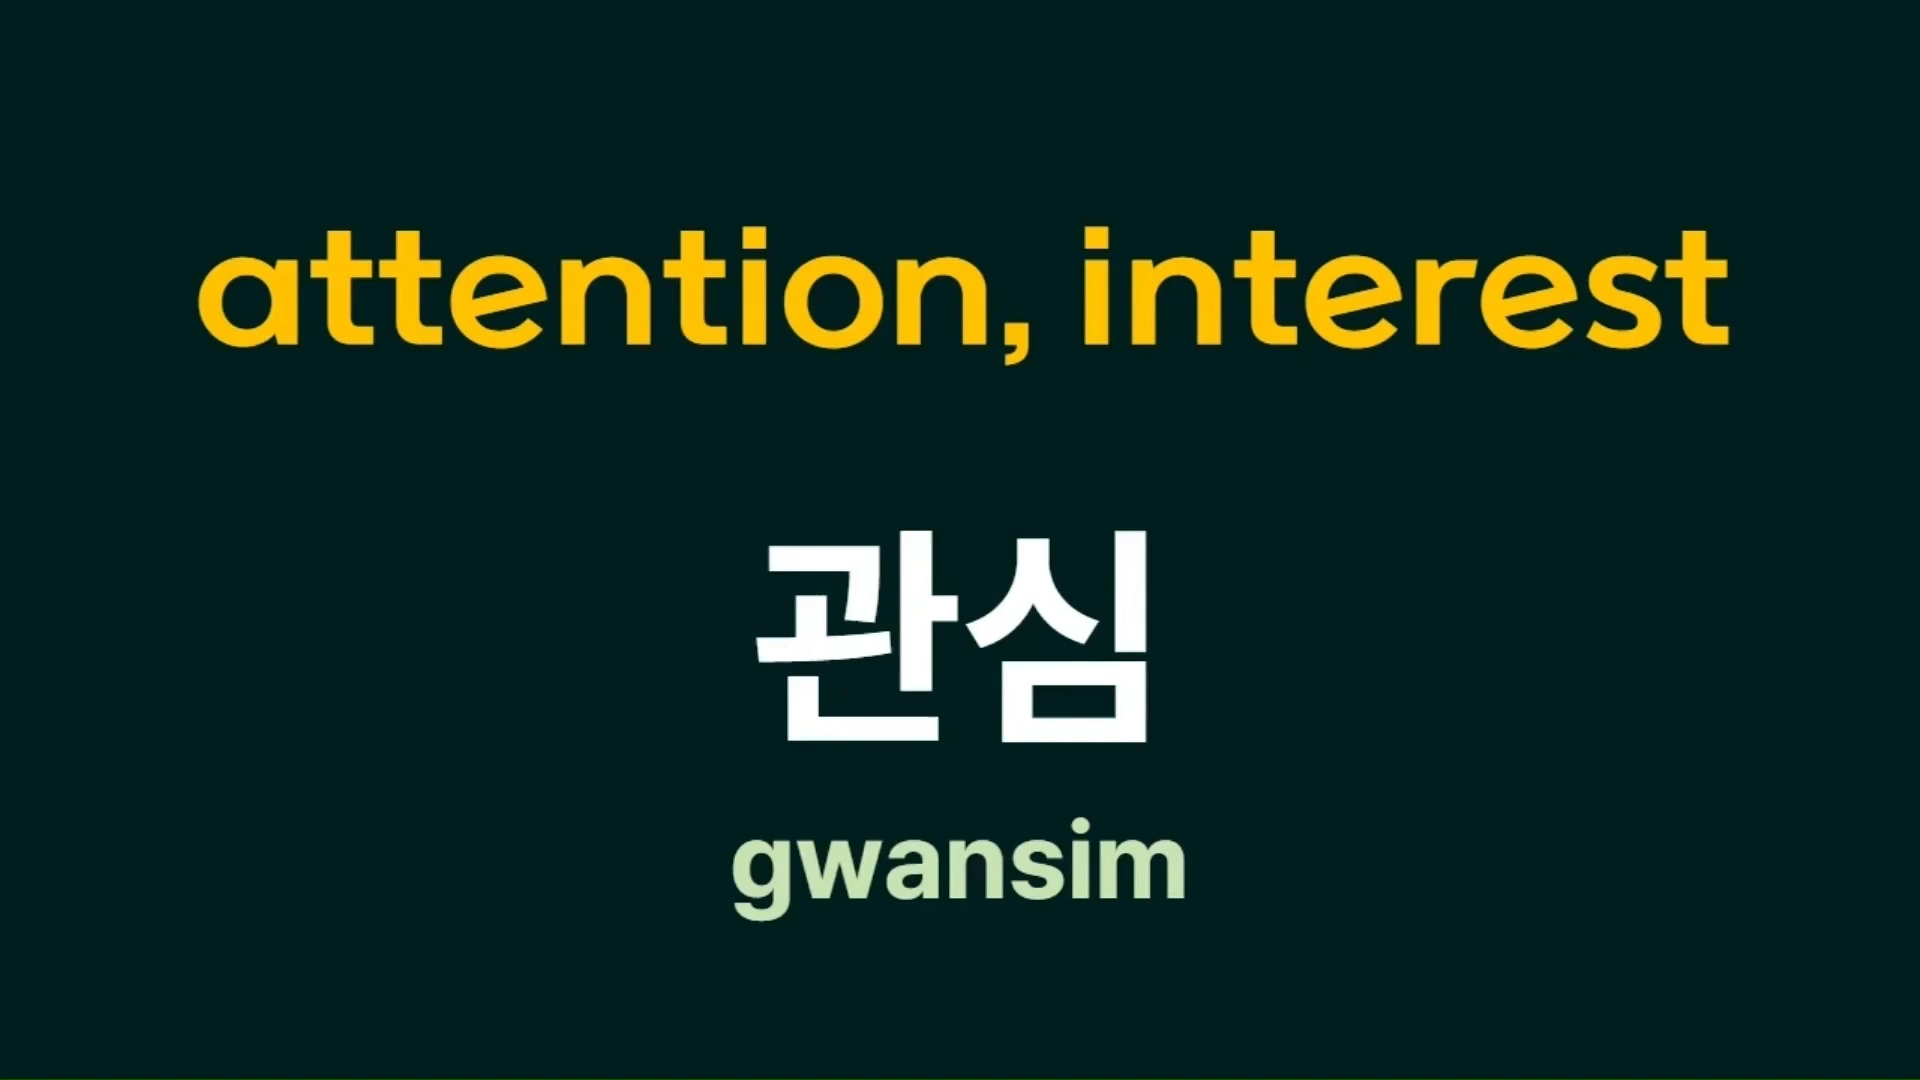 attention, interest
관심
gwansim